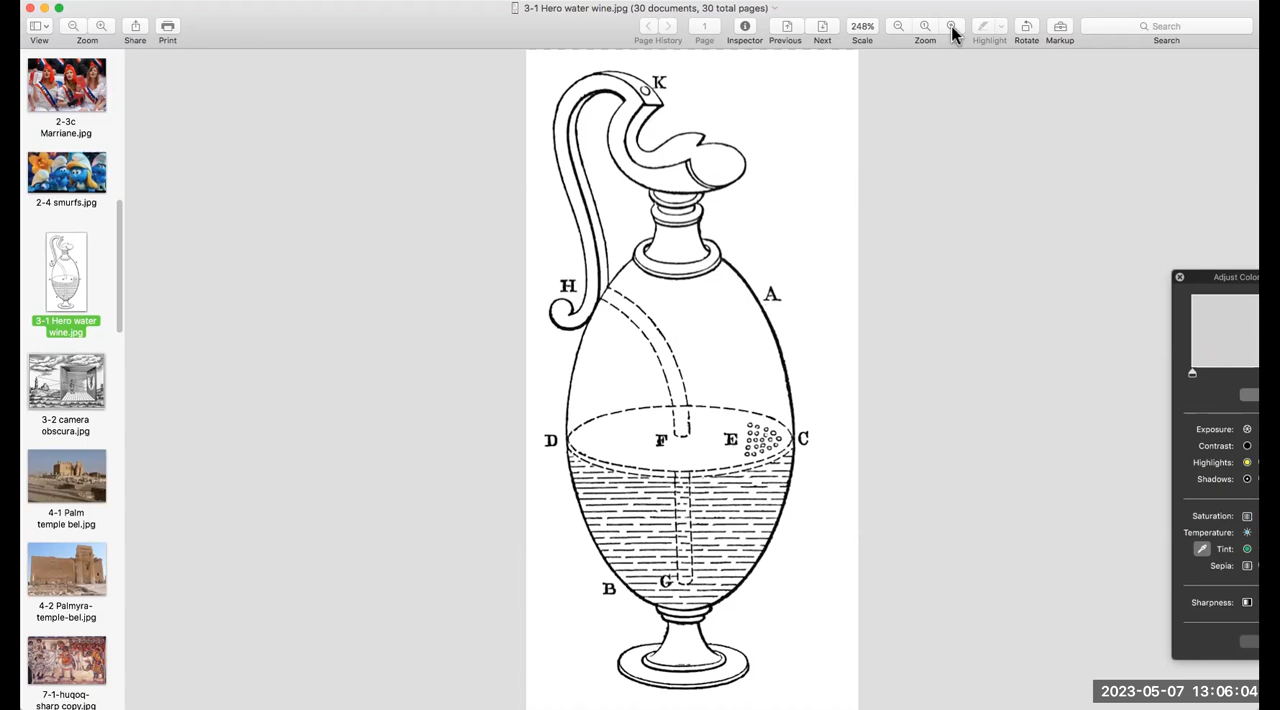 3-1 Hero water wine.jpg (30 documents, 30 total pages)
View
Zoom
Share
Print
Page History
1
Page
Inspector
Previous
Next
248%
Scale
Zoom
Highlight
Rotate
Markup
Search
Search
2-3c
Marriane.jpg
2-4 smurfs.jpg
3-1 Hero water
wine.jpg
3-2 camera
obscura.jpg
4-1 Palm
temple bel.jpg
4-2 Palmyra-
temple-bel.jpg
7-1-huqoq-
sharp copy.jpg
K
H
A
D
F
E
C
B
G
Adjust Color
Exposure:
Contrast:
Highlights:
Shadows:
Saturation:
Temperature:
Tint:
Sepia:
Sharpness:
2023-05-07 13:06:04